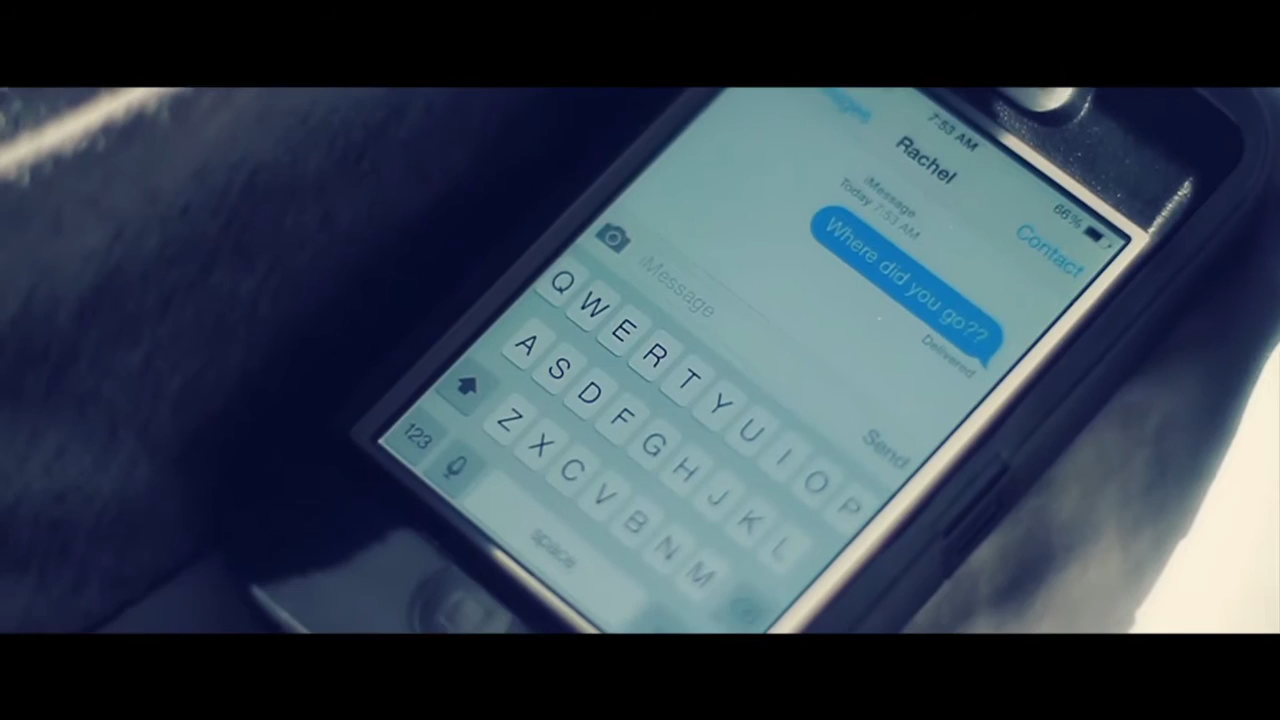 7:53 AM
66%
Rachel
Contact
iMessage
Today 7:53 AM
Where did you go??
Delivered
iMessage
Send
Q W E R T Y U I O P
A S D F G H J K L
Z X C V B N M
123
space